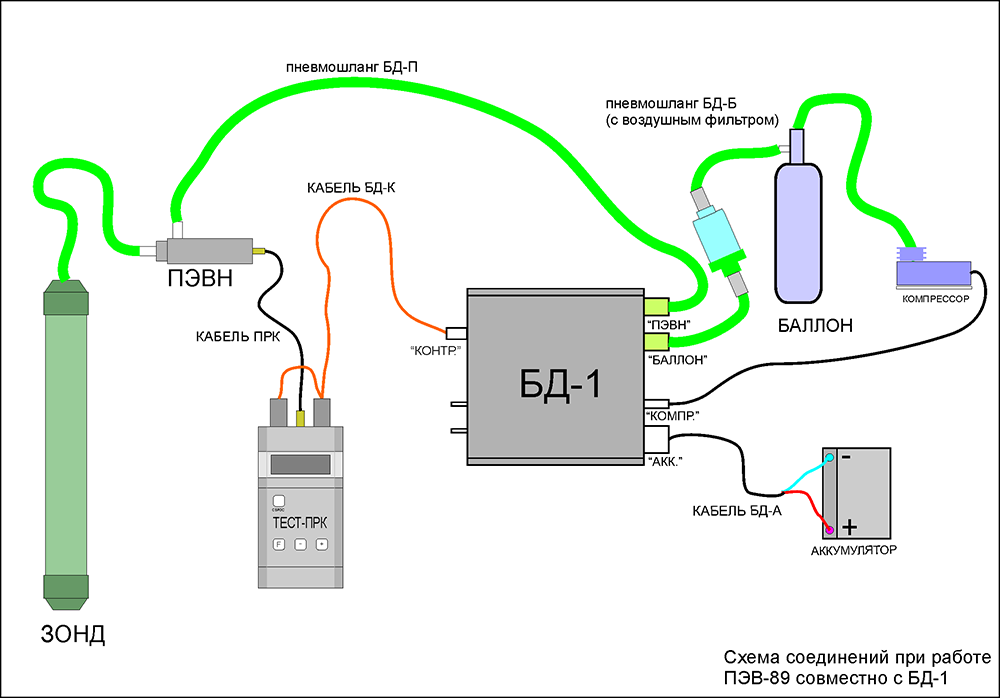 пневмошланг БД-П
пневмошланг БД-Б
(с воздушным фильтром)
КАБЕЛЬ БД-К
ПЭВН
КАБЕЛЬ ПРК
"КОНТР."
БД-1
"ПЭВН"
"БАЛЛОН"
"КОМПР."
"АКК."
БАЛЛОН
КОМПРЕССОР
КАБЕЛЬ БД-А
-
+
АККУМУЛЯТОР
СБРОС
ТЕСТ-ПРК
F
-
+
ЗОНД
Схема соединений при работе
ПЭВ-89 совместно с БД-1